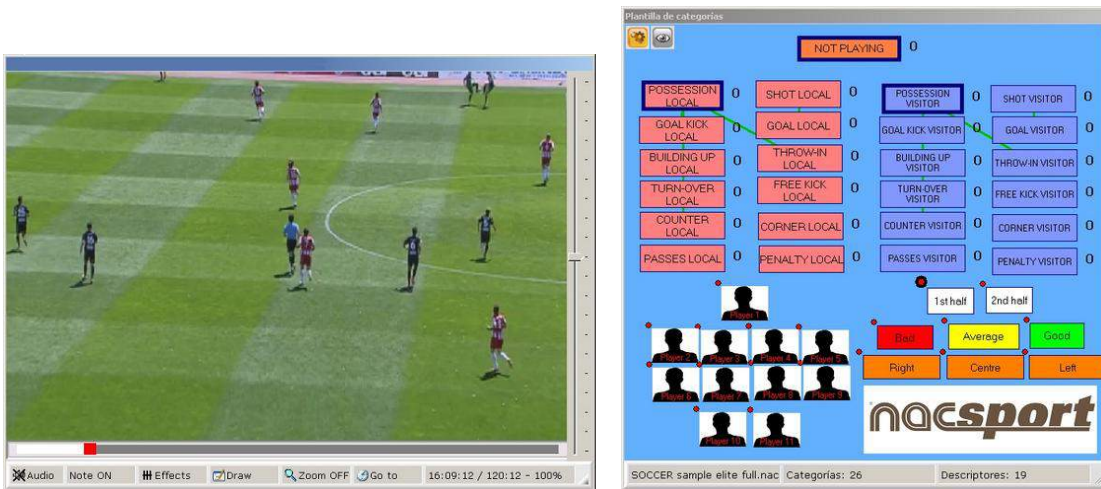 Audio
Note ON
Effects
Draw
Zoom OFF
Go to
16:09:12 / 120:12 - 100%
Plantilla de categorías
NOT PLAYING 0
POSSESSION
LOCAL 0
SHOT LOCAL 0
POSSESSION
VISITOR 0
SHOT VISITOR 0
GOAL KICK
LOCAL 0
GOAL LOCAL 0
GOAL KICK VISITOR 0
GOAL VISITOR 0
BUILDING UP
LOCAL 0
THROW-IN
LOCAL 0
BUILDING UP
VISITOR 0
THROW-IN VISITOR 0
TURN-OVER
LOCAL 0
FREE KICK
LOCAL 0
TURN-OVER
VISITOR 0
FREE KICK VISITOR 0
COUNTER
LOCAL 0
CORNER LOCAL 0
COUNTER VISITOR 0
CORNER VISITOR 0
PASSES LOCAL 0
PENALTY LOCAL 0
PASSES VISITOR 0
PENALTY VISITOR 0
1st half
2nd half
Player 1
Bad
Average
Good
Player 2
Player 3
Player 4
Player 5
Right
Centre
Left
Player 6
Player 7
Player 8
Player 9
Player 10
Player 11
nacsport
SOCCER sample elite full.nac
Categorías: 26
Descriptores: 19